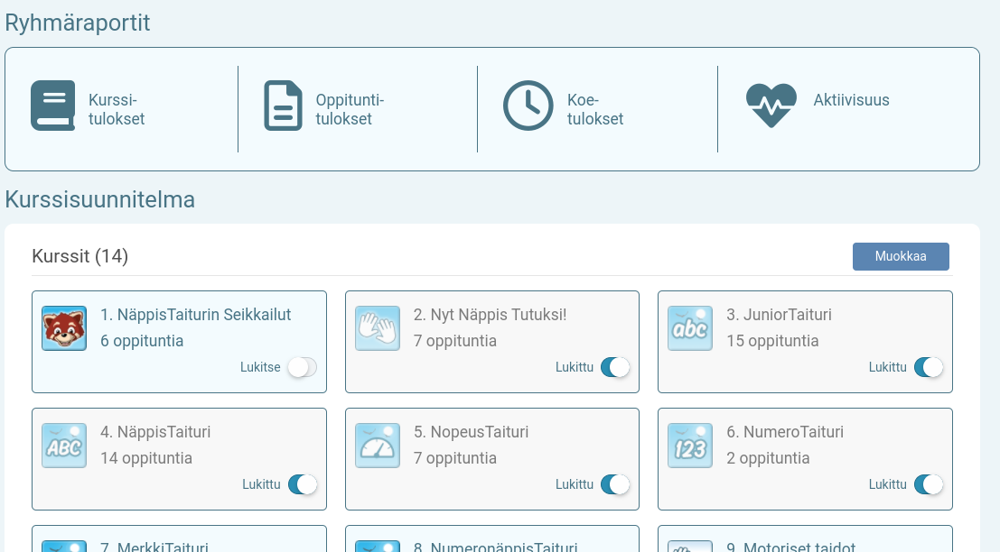 Ryhmäraportit
Kurssi-
tulokset
Oppitunti-
tulokset
Koe-
tulokset
Aktiivisuus
Kurssisuunnitelma
Kurssit (14)
Muokkaa
1. NäppisTaiturin Seikkailut
6 oppituntia
Lukitse
2. Nyt Näppis Tutuksi!
7 oppituntia
Lukittu
abc
3. JuniorTaituri
15 oppituntia
Lukittu
ABC
4. NäppisTaituri
14 oppituntia
Lukittu
5. NopeusTaituri
7 oppituntia
Lukittu
123
6. NumeroTaituri
2 oppituntia
Lukittu
7. MerkkiTaituri
8. NumeronäppisTaituri
9. Motoriset taidot